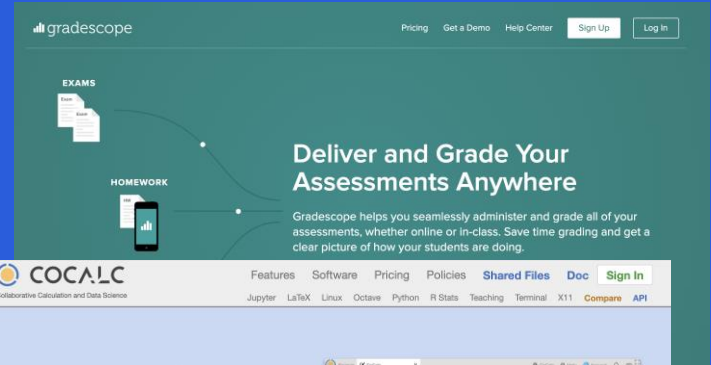 gradescope
Pricing Get a Demo Help Center Sign Up Log In
EXAMS
Exam
Exam
HOMEWORK
Deliver and Grade Your
Assessments Anywhere
Gradescope helps you seamlessly administer and grade all of your
assessments, whether online or in-class. Save time grading and get a
clear picture of how your students are doing.
COCALC
Collaborative Calculation and Data Science
Features Software Pricing Policies Shared Files Doc Sign In
Jupyter LaTeX Linux Octave Python R Stats Teaching Terminal X11 Compare API